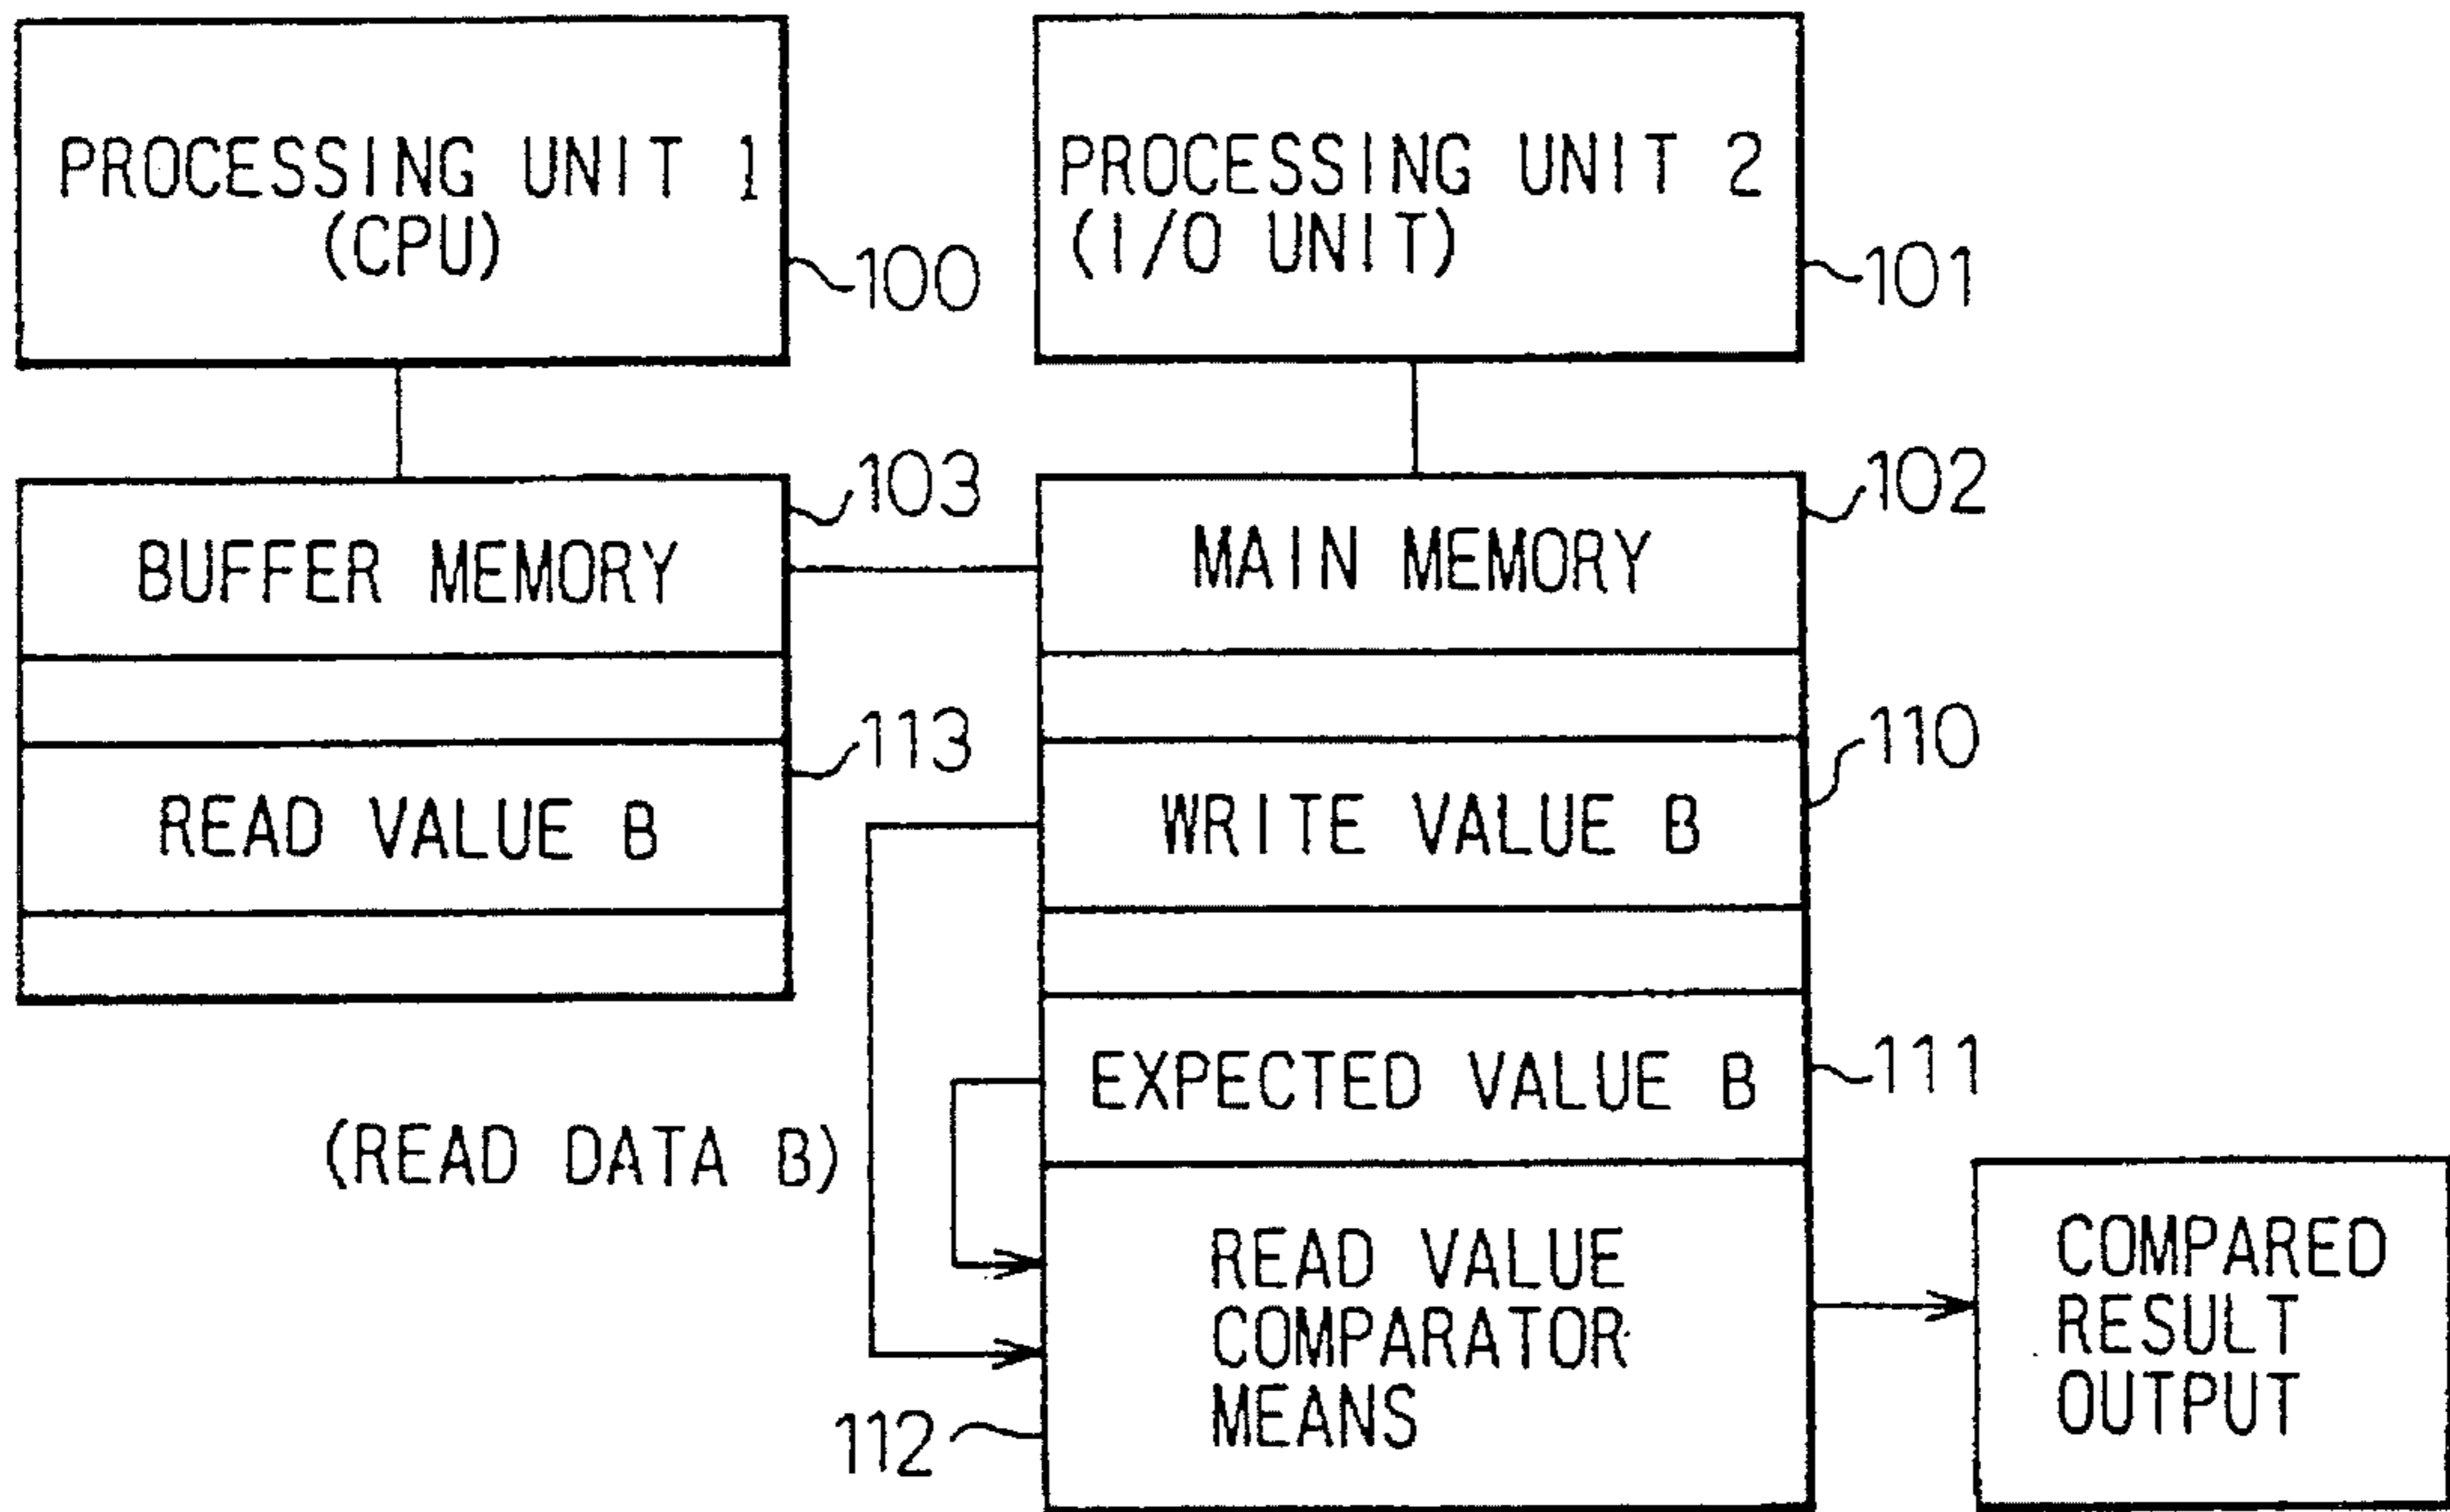 PROCESSING UNIT 1
(CPU)
100
PROCESSING UNIT 2
(I/O UNIT)
101
103
BUFFER MEMORY
102
MAIN MEMORY
113
READ VALUE B
110
WRITE VALUE B
111
EXPECTED VALUE B
(READ DATA B)
READ VALUE
COMPARATOR
MEANS
112
COMPARED
RESULT
OUTPUT